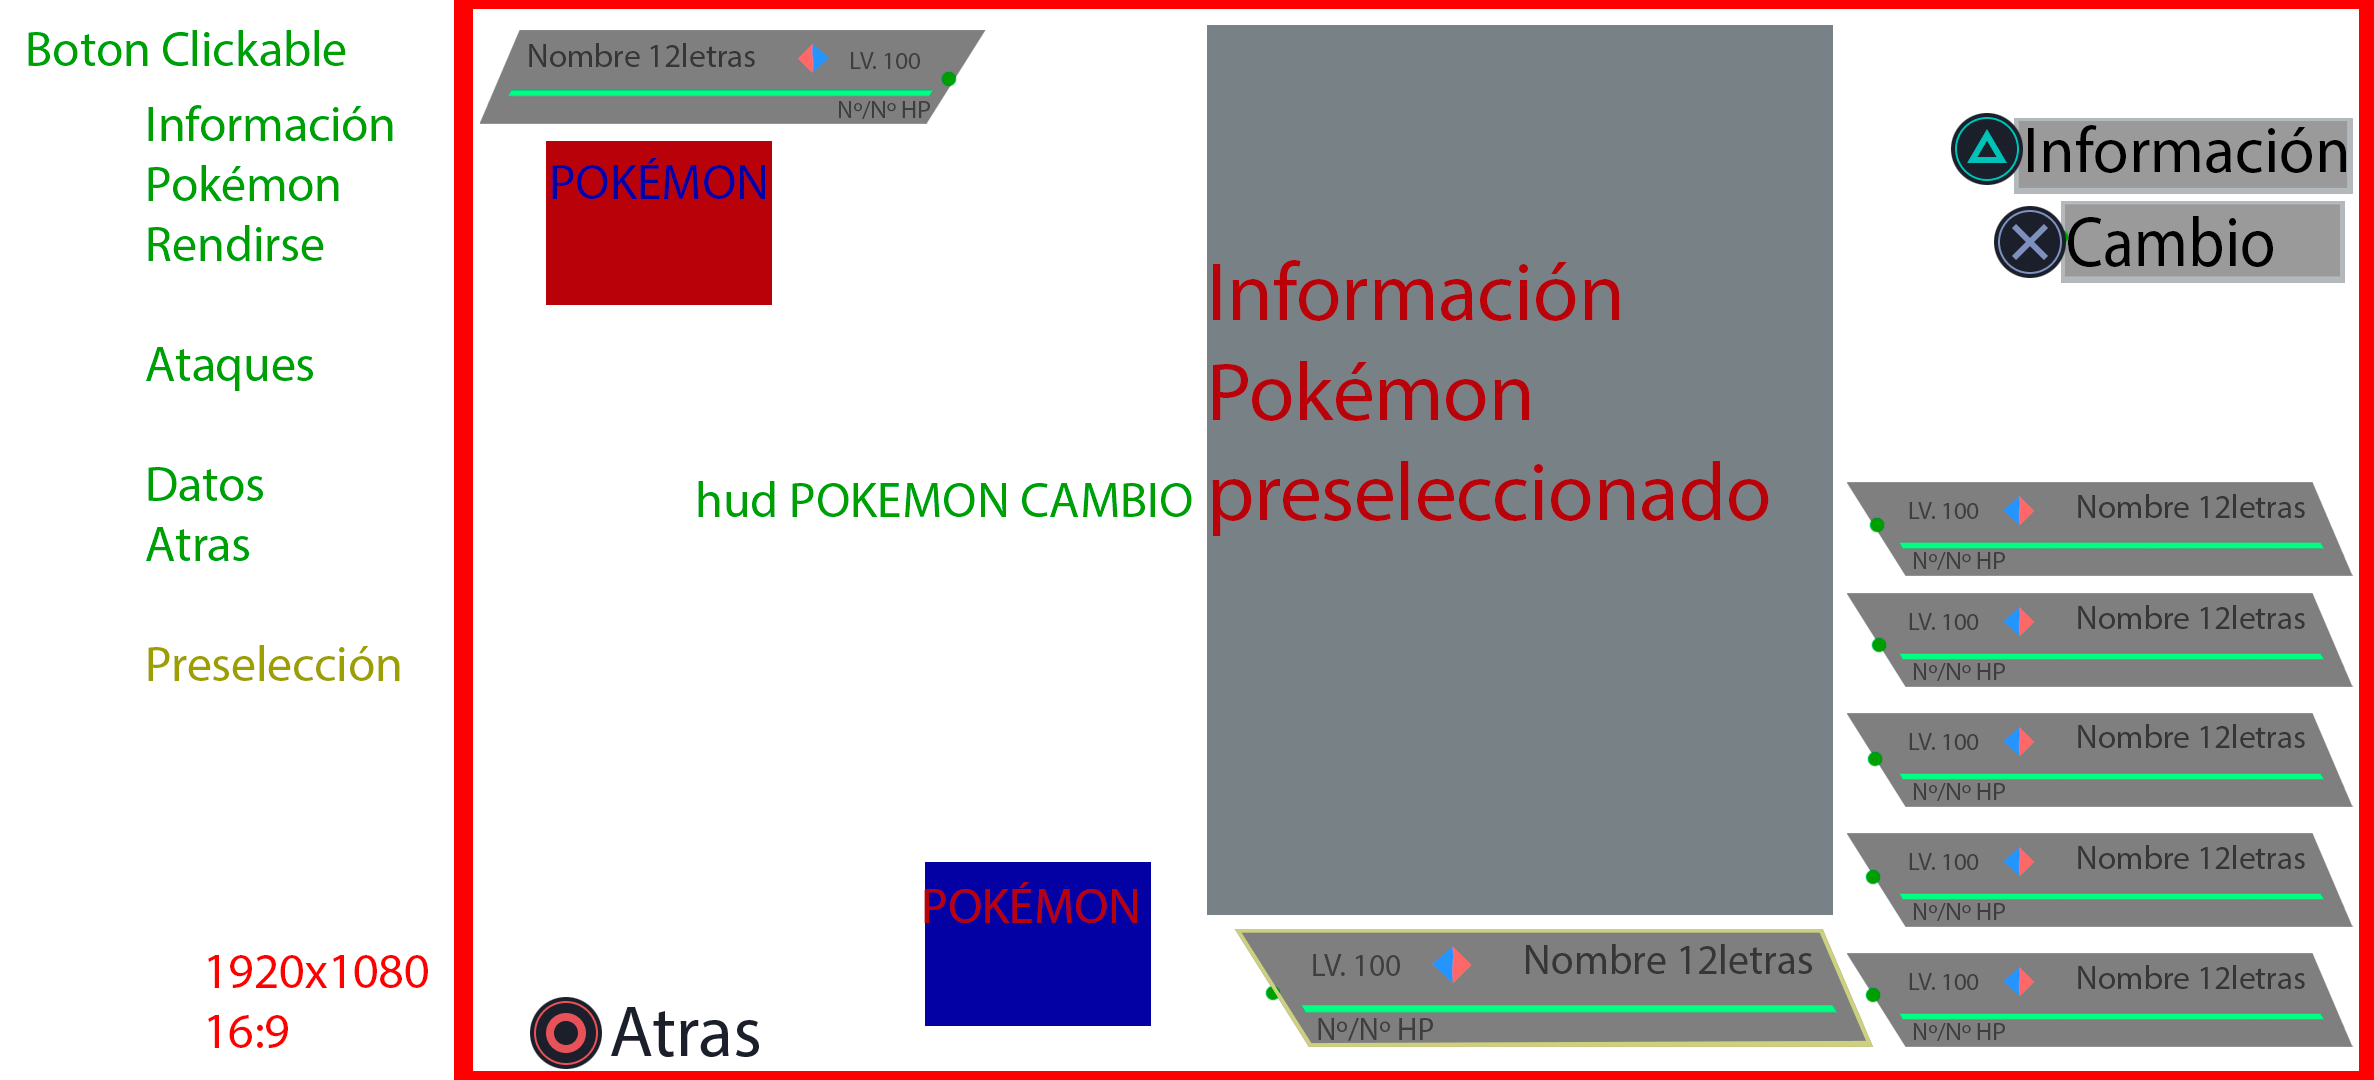 Boton Clickable
Información
Pokémon
Rendirse
Ataques
Datos
Atras
Preselección
1920x1080
16:9
Nombre 12letras LV. 100
Nº/Nº HP
POKÉMON
hud POKEMON CAMBIO
POKÉMON
Atras
Información
Pokémon
preseleccionado
LV. 100 Nombre 12letras
Nº/Nº HP
Información
Cambio
LV. 100 Nombre 12letras
Nº/Nº HP
LV. 100 Nombre 12letras
Nº/Nº HP
LV. 100 Nombre 12letras
Nº/Nº HP
LV. 100 Nombre 12letras
Nº/Nº HP
LV. 100 Nombre 12letras
Nº/Nº HP